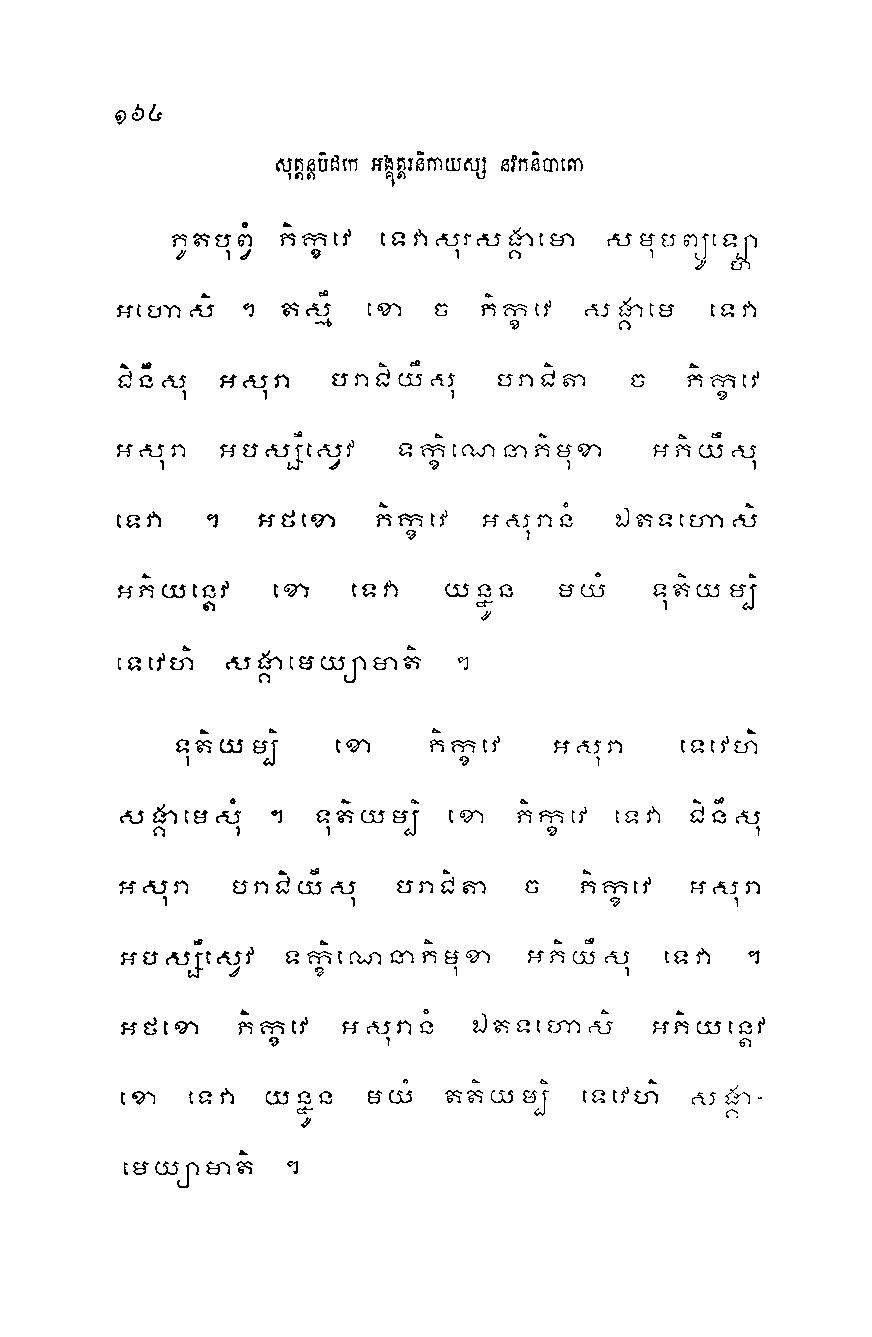 ១៦៤
សុត្តន្តបិដកេ អង្គុត្តរនិកាយស្ស នវកនិបាតោ
ភូតបុព្វំ ភិក្ខវេ ទេវាសុរសង្គាមោ សមុបព្យូឡ្ហោ
អហោសិ ។ តស្មឹ ខោ ច ភិក្ខវេ សង្គាមេ ទេវា
ជិនឹសុ អសុរា បរាជិយឹសុ បរាជិតា ច ភិក្ខវេ
អសុរា អបស្សឹស្វេវ ទក្ខិណេនាភិមុខា អភិយឹសុ
ទេវា ។ អថខោ ភិក្ខវេ អសុរានំ ឯតទហោសិ
អភិយន្តេវ ខោ ទេវា យន្នូន មយំ ទុតិយម្បិ
ទេវេហិ សង្គាមេយ្យាមាតិ ។
ទុតិយម្បិ ខោ ភិក្ខវេ អសុរា ទេវេហិ
សង្គាមេសុំ ។ ទុតិយម្បិ ខោ ភិក្ខវេ ទេវា ជិនឹសុ
អសុរា បរាជិយឹសុ បរាជិតា ច ភិក្ខវេ អសុរា
អបស្សឹស្វេវ ទក្ខិណេនាភិមុខា អភិយឹសុ ទេវា ។
អថខោ ភិក្ខវេ អសុរានំ ឯតទហោសិ អភិយន្តេវ
ខោ ទេវា យន្នូន មយំ តតិយម្បិ ទេវេហិ សង្គា-
មេយ្យាមាតិ ។